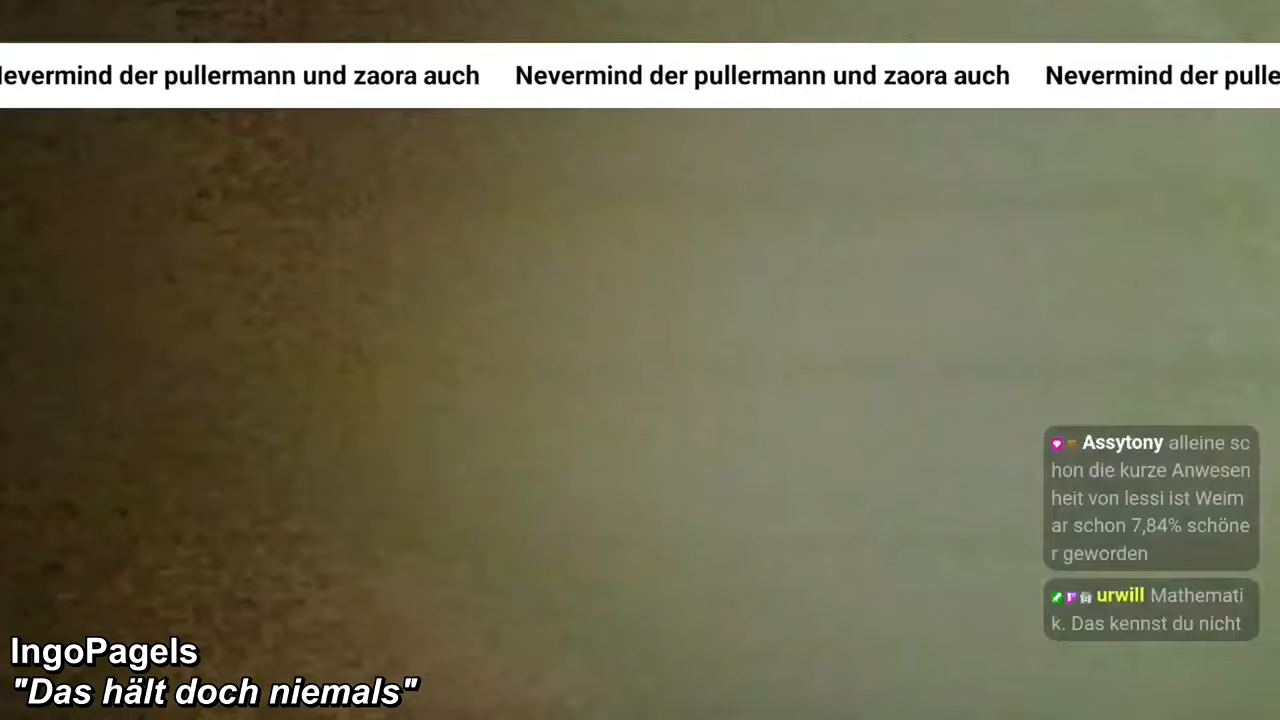 levermind der pullermann und zaora auch Nevermind der pullermann und zaora auch Nevermind der pulle
Assytony alleine sc
hon die kurze Anwesen
heit von lessi ist Weim
ar schon 7,84% schöne
r geworden
urwill Mathemati
k. Das kennst du nicht
IngoPagels
"Das hält doch niemals"